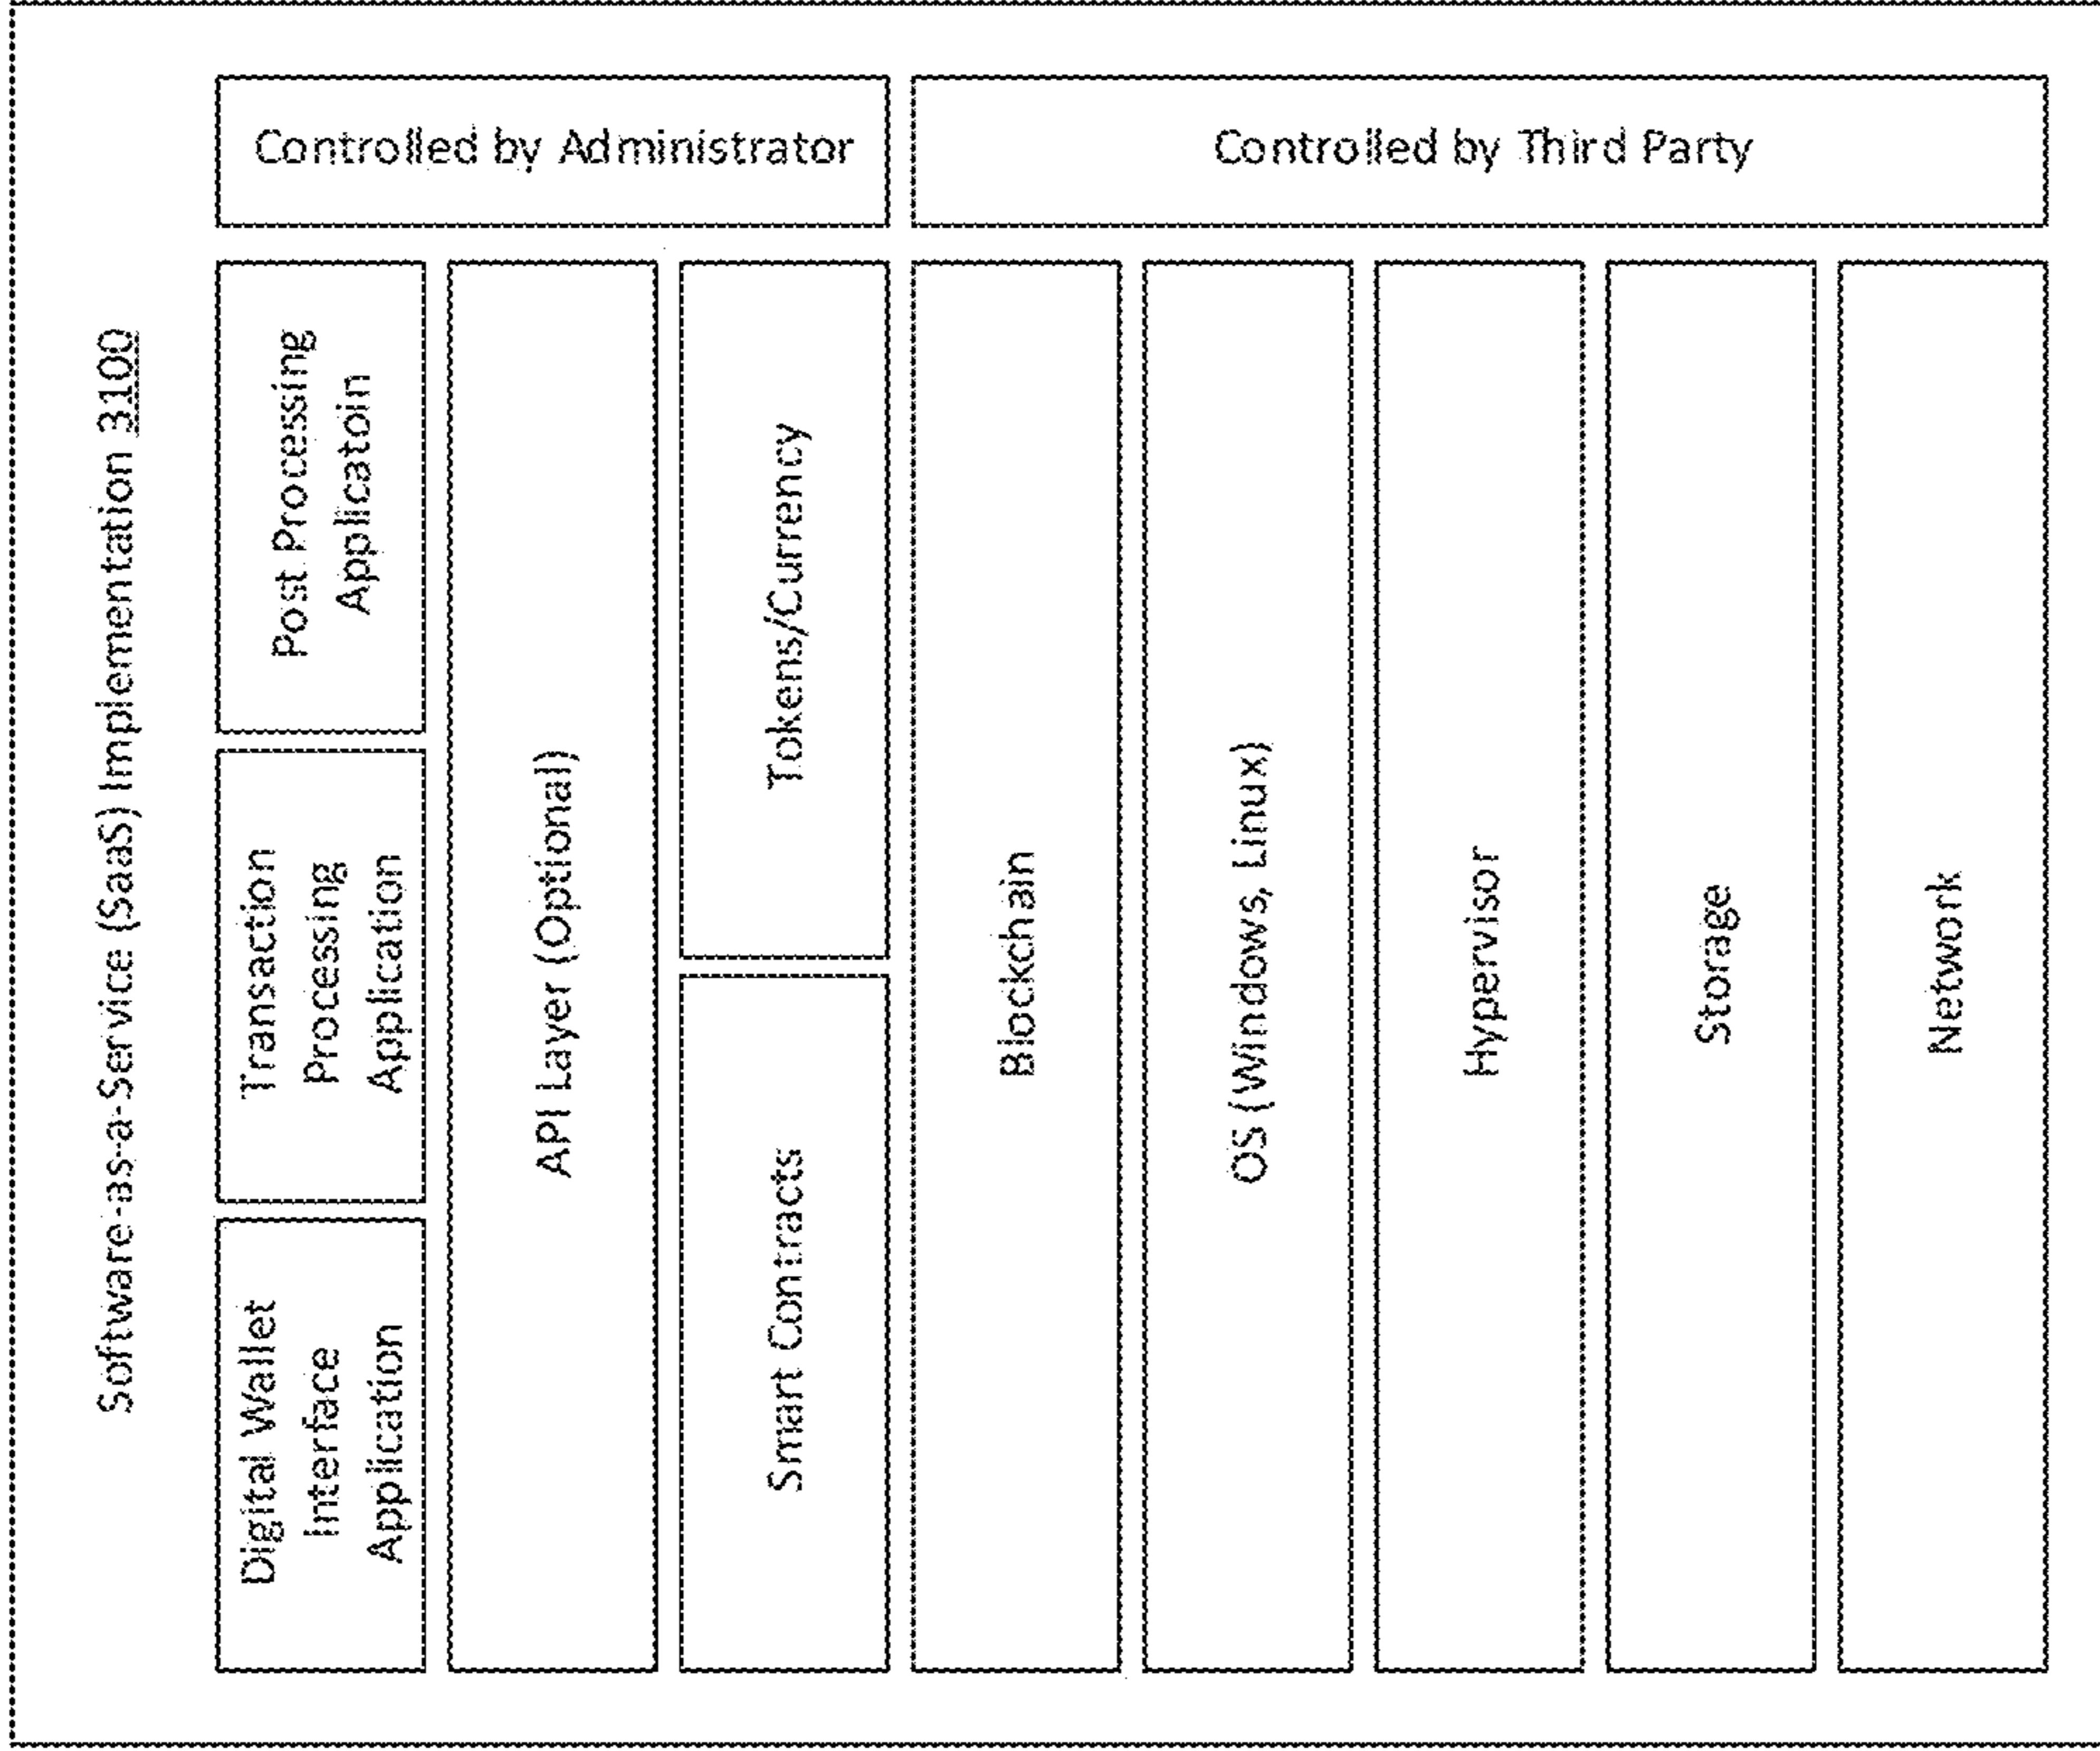 Software-as-a-Service (SaaS) Implementation 3100
Digital Wallet
Interface
Application
Transaction
Processing
Application
Post Processing
Applicatoin
API Layer (Optional)
Smart Contracts
Tokens/Currency
Controlled by Administrator
Blockchain
OS (Windows, Linux)
Hypervisor
Storage
Network
Controlled by Third Party